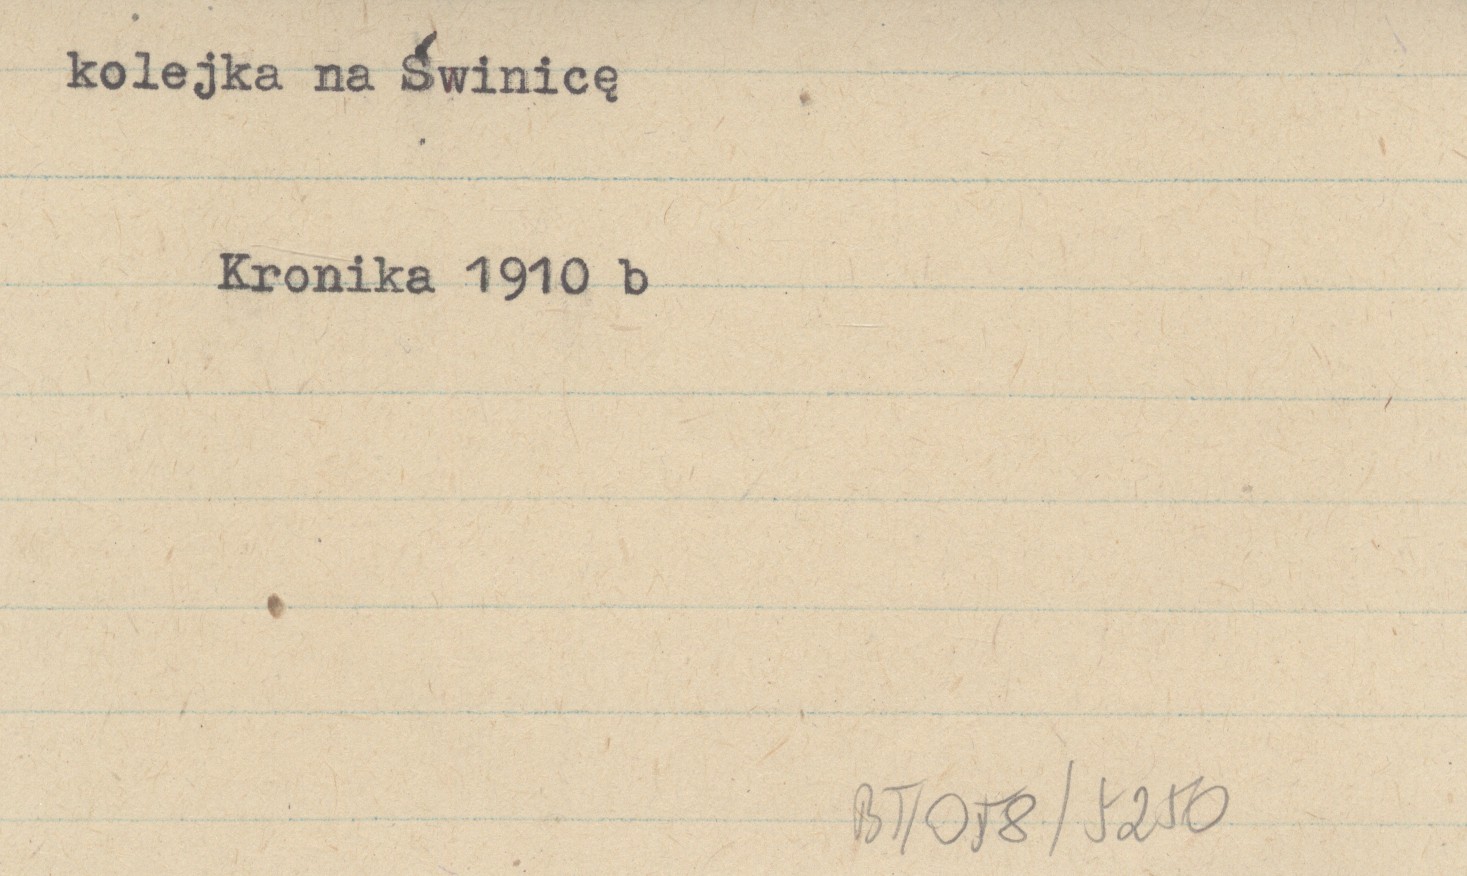 kolejka na Świnicę
Kronika 1910 b
BT/058/5250